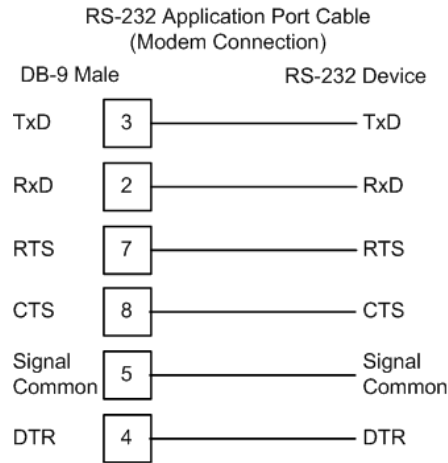 RS-232 Application Port Cable
(Modem Connection)
DB-9 Male RS-232 Device
TxD 3 TxD
RxD 2 RxD
RTS 7 RTS
CTS 8 CTS
Signal Signal
Common 5 Common
DTR 4 DTR